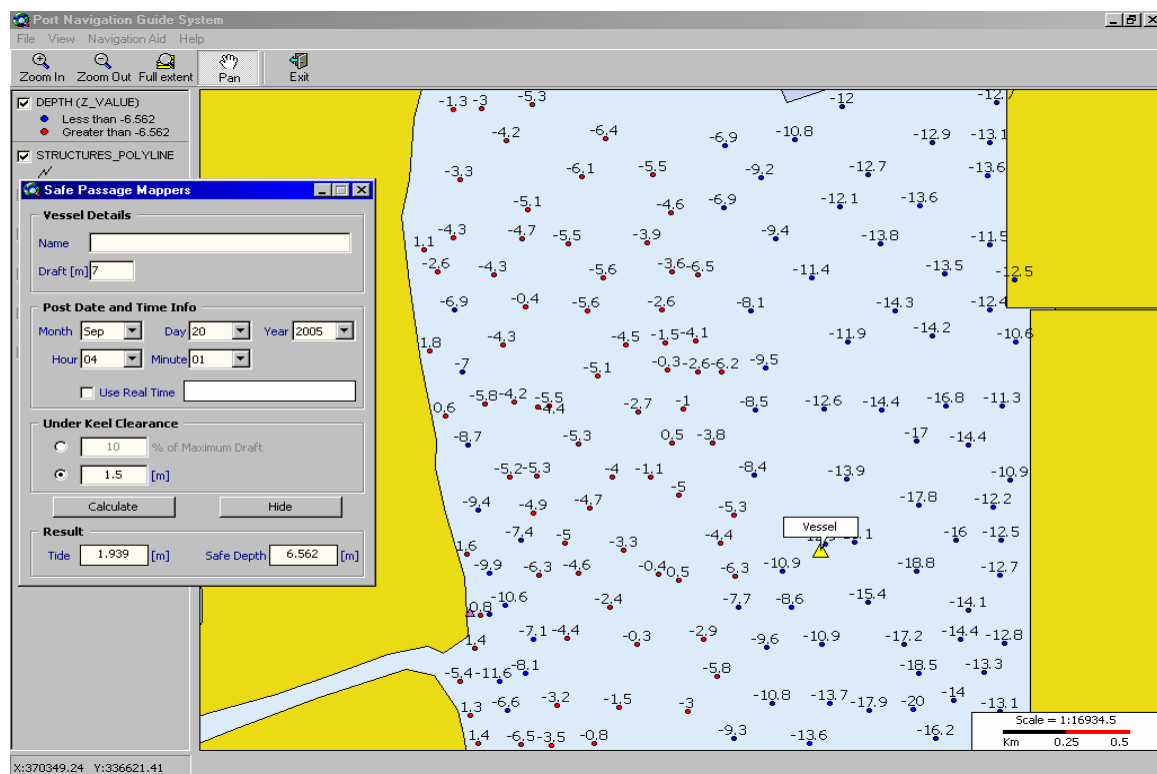 Port Navigation Guide System
File View Navigation Aid Help
Zoom In Zoom Out Full extent Pan Exit
DEPTH (Z_VALUE)
Less than -6.562
Greater than -6.562
STRUCTURES_POLYLINE
Safe Passage Mappers
Vessel Details
Name
Draft [m] 7
Post Date and Time Info
Month Sep Day 20 Year 2005
Hour 04 Minute 01
Use Real Time
Under Keel Clearance
10 % of Maximum Draft
1.5 [m]
Calculate Hide
Result
Tide 1.939 [m] Safe Depth 6.562 [m]
X:370349.24 Y:336621.41
-1.3 -3 -5.3 -12 -12.
-4.2 -6.4 -6.9 -10.8 -12.9 -13.1
-3.3 -6.1 -5.5 -9.2 -12.7 -13.6
-5.1 -4.6 -6.9 -12.1 -13.6
1.1 -4.3 -4.7 -5.5 -3.9 -9.4 -13.8 -11.5
-2.6 -4.3 -5.6 -3.6 -6.5 -11.4 -13.5 -12.5
-6.9 -0.4 -5.6 -2.6 -8.1 -14.3 -12.4
1.8 -4.3 -4.5 -1.5 -4.1 -11.9 -14.2 -10.6
-7 -5.1 -0.3 -2.6 -6.2 -9.5
0.6 -5.8 -4.2 -5.5 -4.4 -2.7 -1 -8.5 -12.6 -14.4 -16.8 -11.3
-8.7 -5.3 0.5 -3.8 -17 -14.4
-5.2 -5.3 -4 -1.1 -8.4 -13.9 -10.9
-9.4 -4.9 -4.7 -5 -5.3 -17.8 -12.2
Vessel
1.6 -7.4 -5 -3.3 -4.4 -16 -12.5
-9.9 -6.3 -4.6 -0.4 0.5 -6.3 -10.9 -18.8 -12.7
0.8 -10.6 -2.4 -7.7 -8.6 -15.4 -14.1
1.4 -7.1 -4.4 -0.3 -2.9 -9.6 -10.9 -17.2 -14.4 -12.8
-5.4 -11.6 -8.1 -5.8 -18.5 -13.3
1.3 -6.6 -3.2 -1.5 -3 -10.8 -13.7 -17.9 -20 -14 -13.1
1.4 -6.5 -3.5 -0.8 -9.3 -13.6 -16.2
Scale = 1:16934.5
Km 0.25 0.5